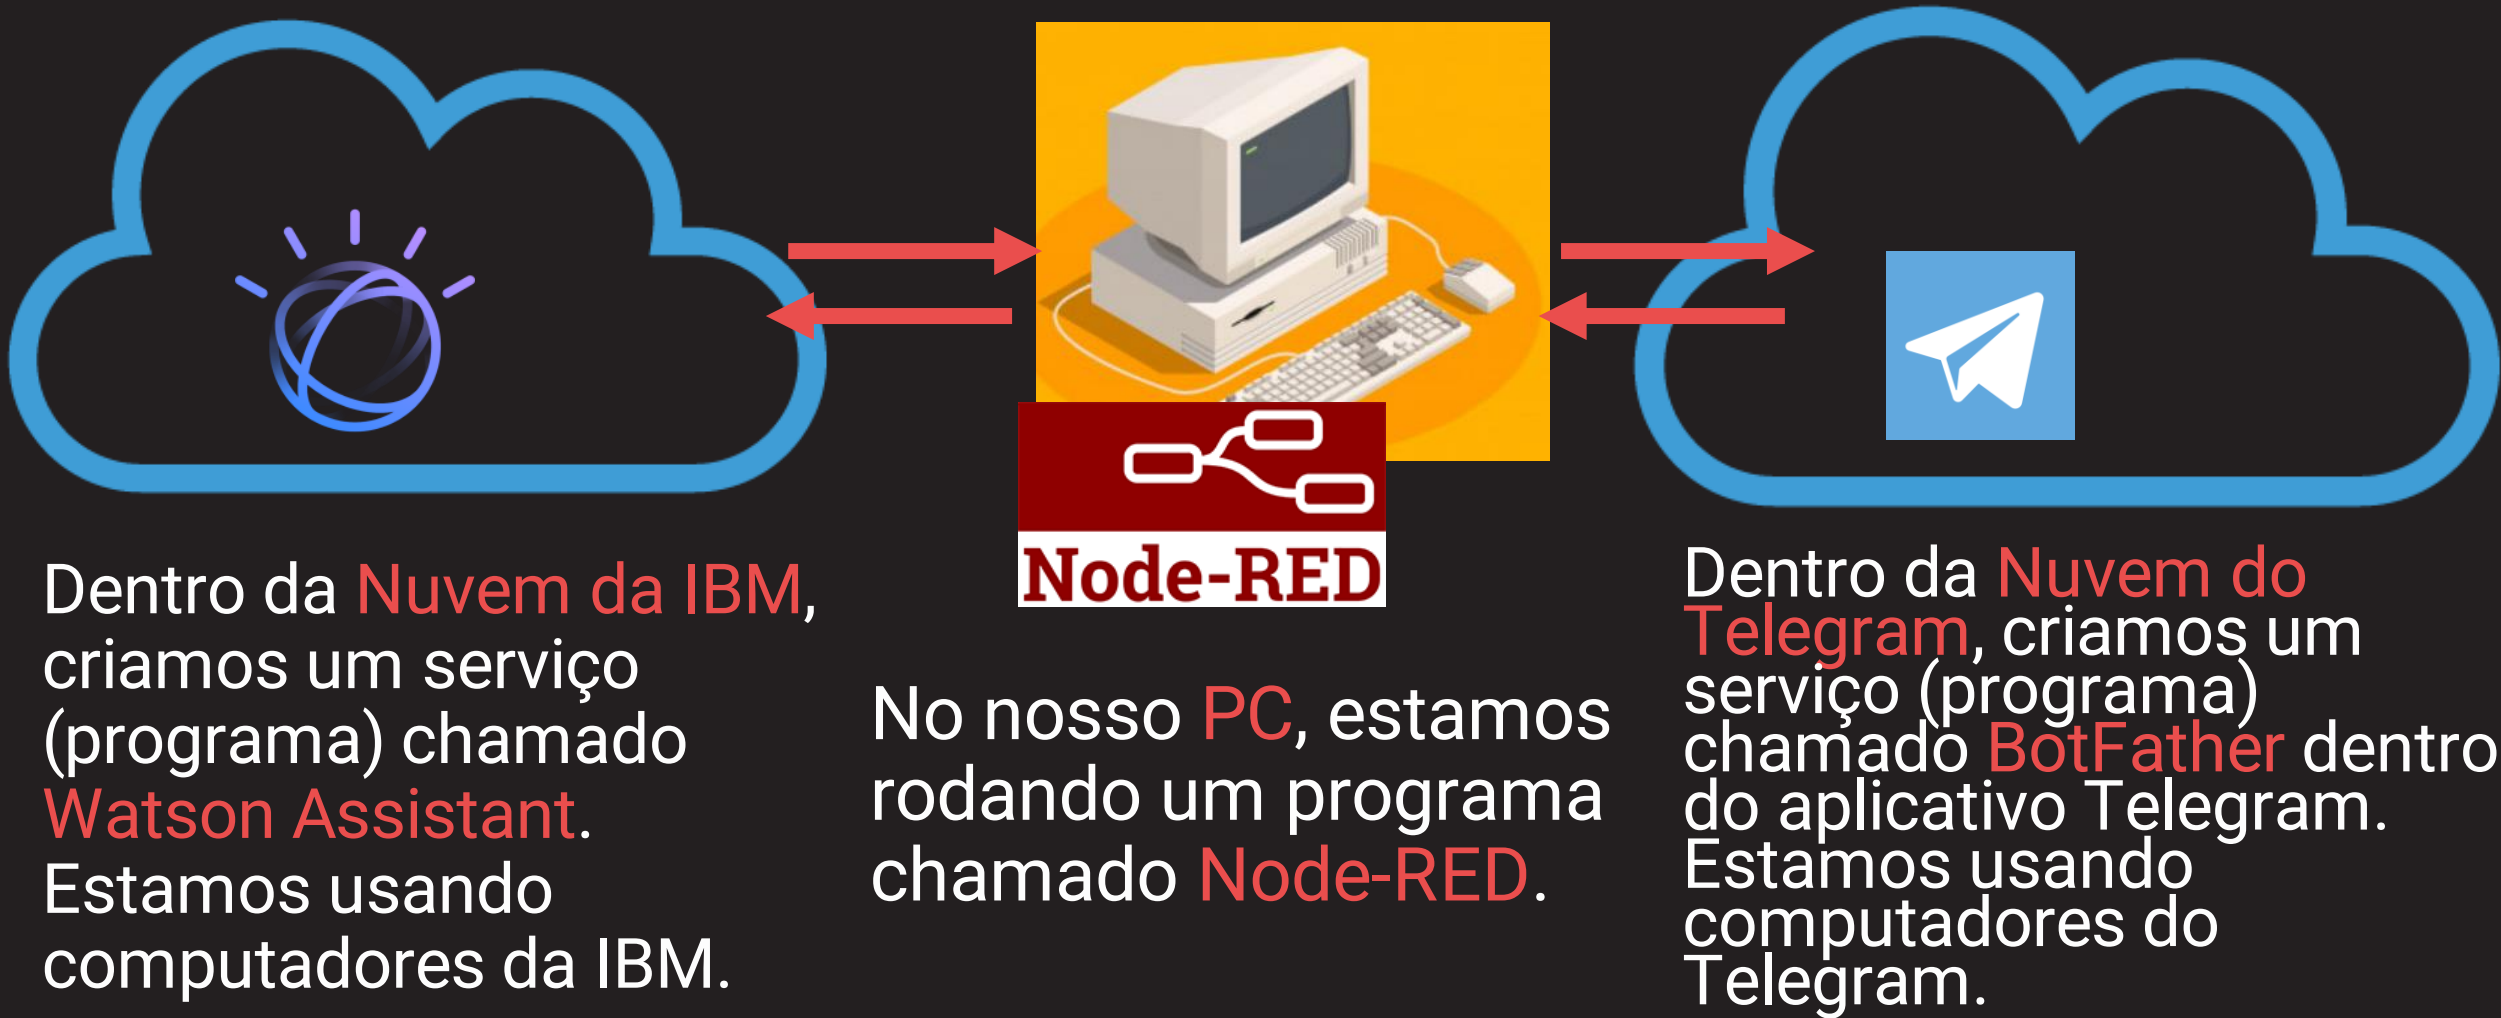 Node-RED
Dentro da Nuvem da IBM,
criamos um serviço
(programa) chamado
Watson Assistant.
Estamos usando
computadores da IBM.
No nosso PC, estamos
rodando um programa
chamado Node-RED.
Dentro da Nuvem do
Telegram, criamos um
serviço (programa)
chamado BotFather dentro
do aplicativo Telegram.
Estamos usando
computadores do
Telegram.